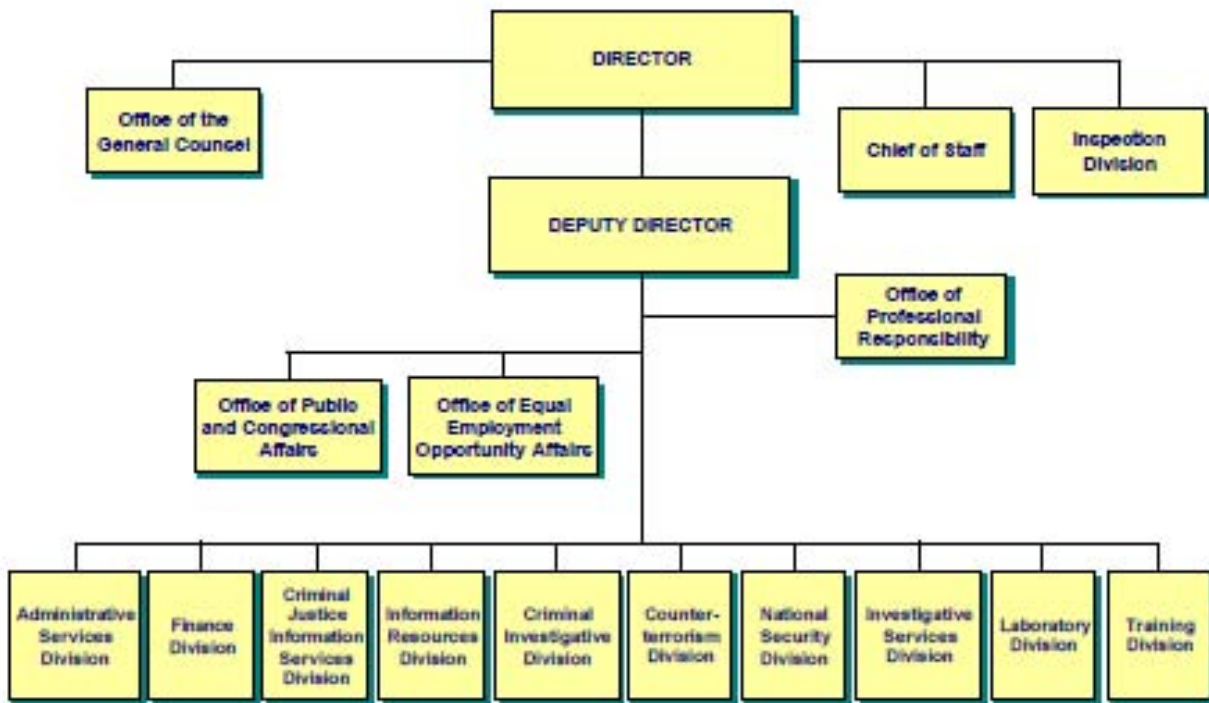 DIRECTOR
Office of the
General Counsel
Chief of Staff
Inspection
Division
DEPUTY DIRECTOR
Office of
Professional
Responsibility
Office of Public
and Congressional
Affairs
Office of Equal
Employment
Opportunity Affairs
Administrative
Services
Division
Finance
Division
Criminal
Justice
Information
Services
Division
Information
Resources
Division
Criminal
Investigative
Division
Counter-
terrorism
Division
National
Security
Division
Investigative
Services
Division
Laboratory
Division
Training
Division